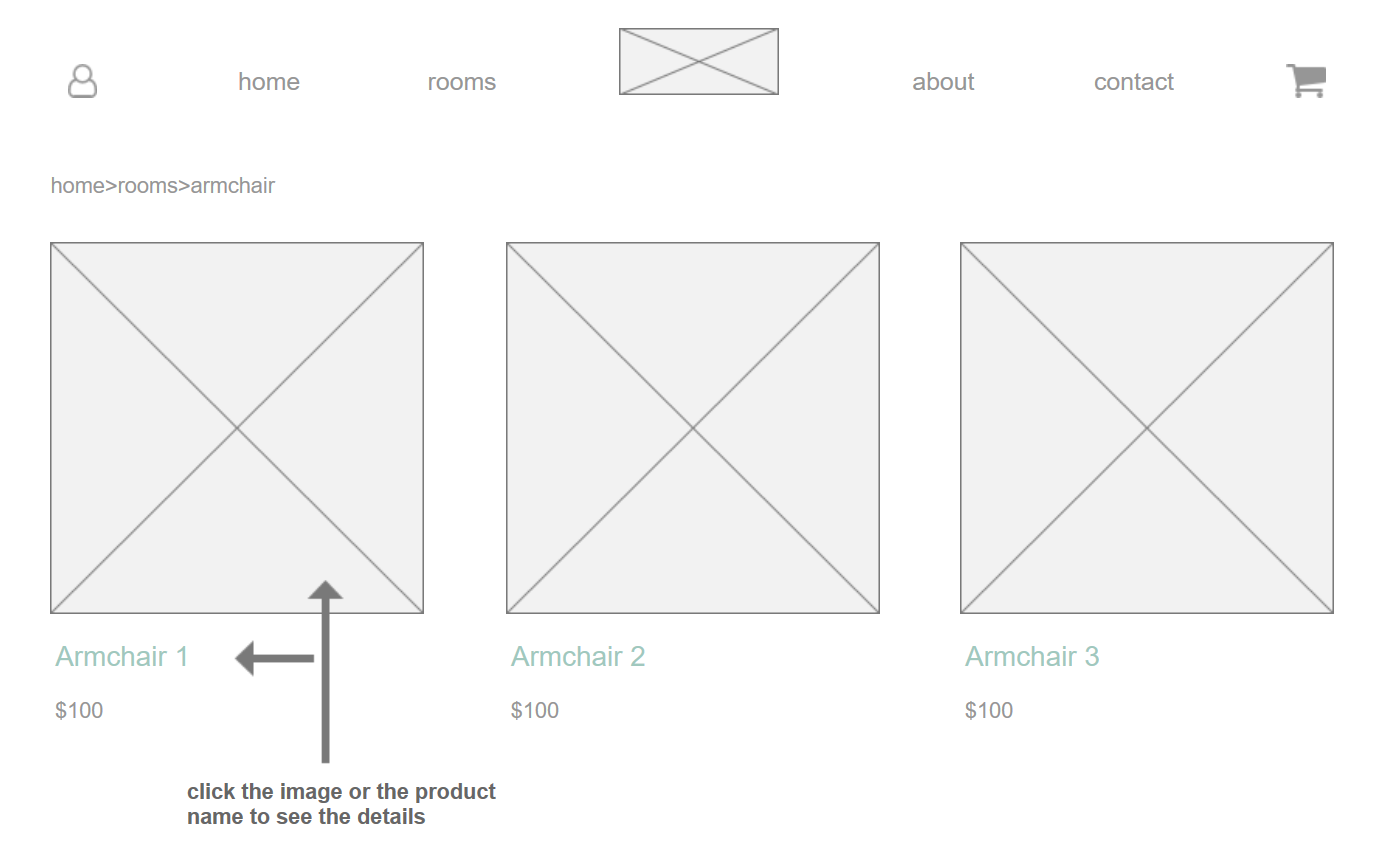 home
rooms
about
contact
home>rooms>armchair
Armchair 1
Armchair 2
Armchair 3
$100
$100
$100
click the image or the product
name to see the details